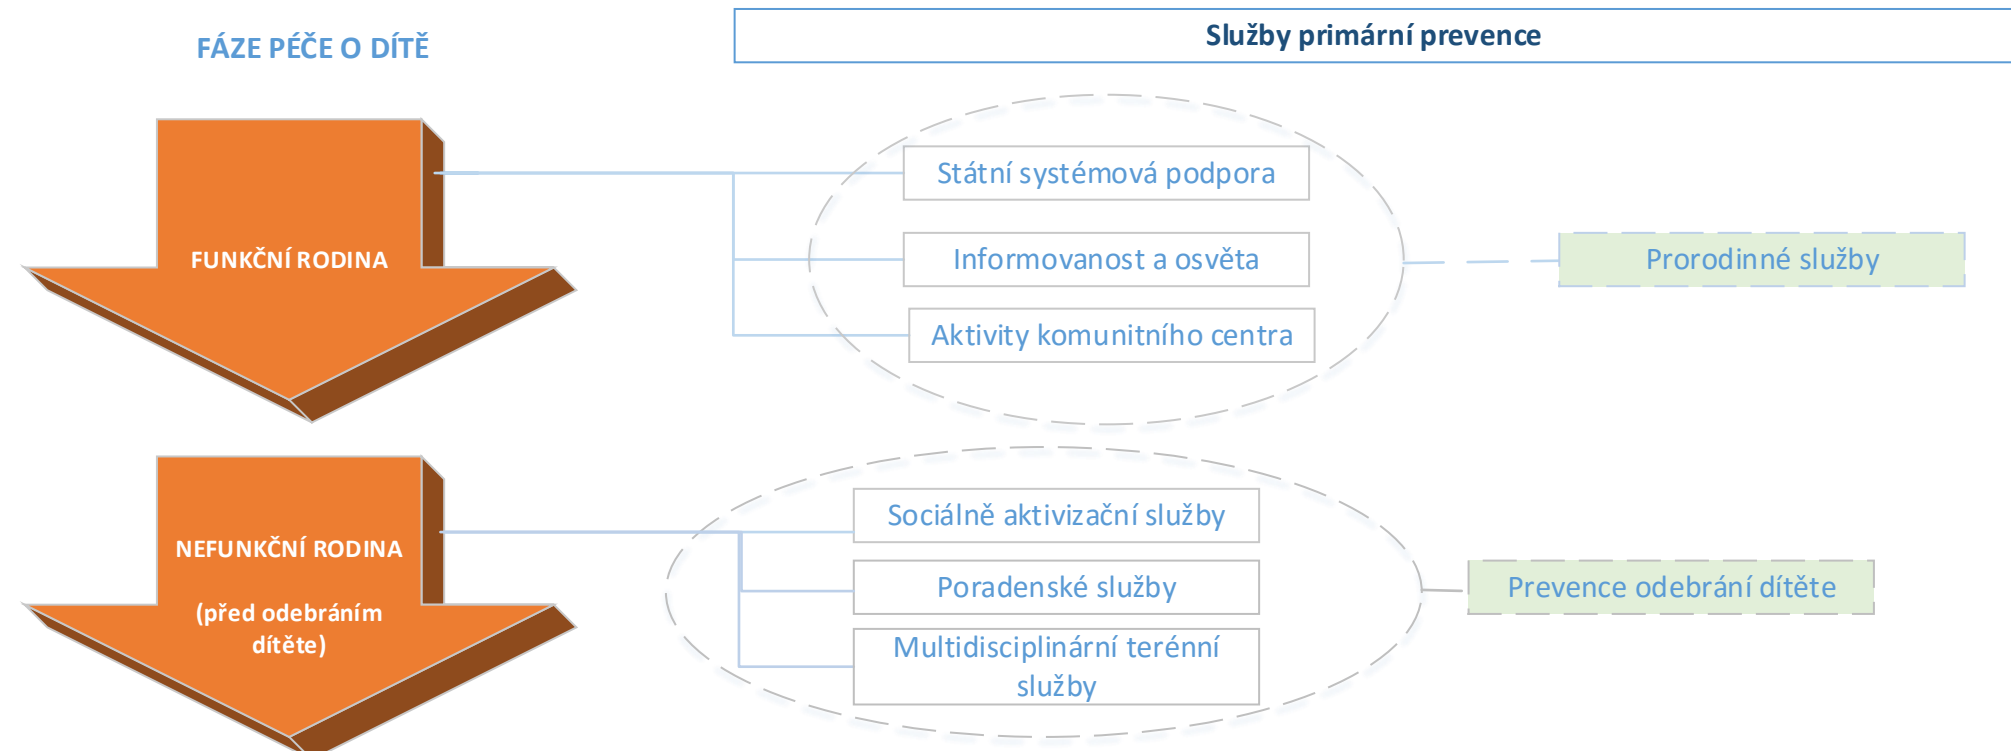 FÁZE PÉČE O DÍTĚ
Služby primární prevence
FUNKČNÍ RODINA
Státní systémová podpora
Informovanost a osvěta
Aktivity komunitního centra
Prorodinné služby
NEFUNKČNÍ RODINA
(před odebráním
dítěte)
Sociálně aktivizační služby
Poradenské služby
Multidisciplinární terénní
služby
Prevence odebrání dítěte